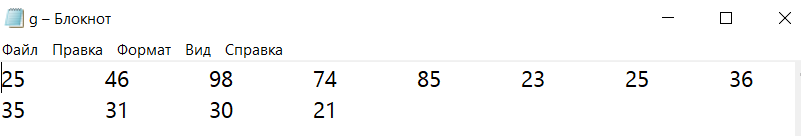 g – Блокнот
Файл Правка Формат Вид Справка
25 46 98 74 85 23 25 36
35 31 30 21